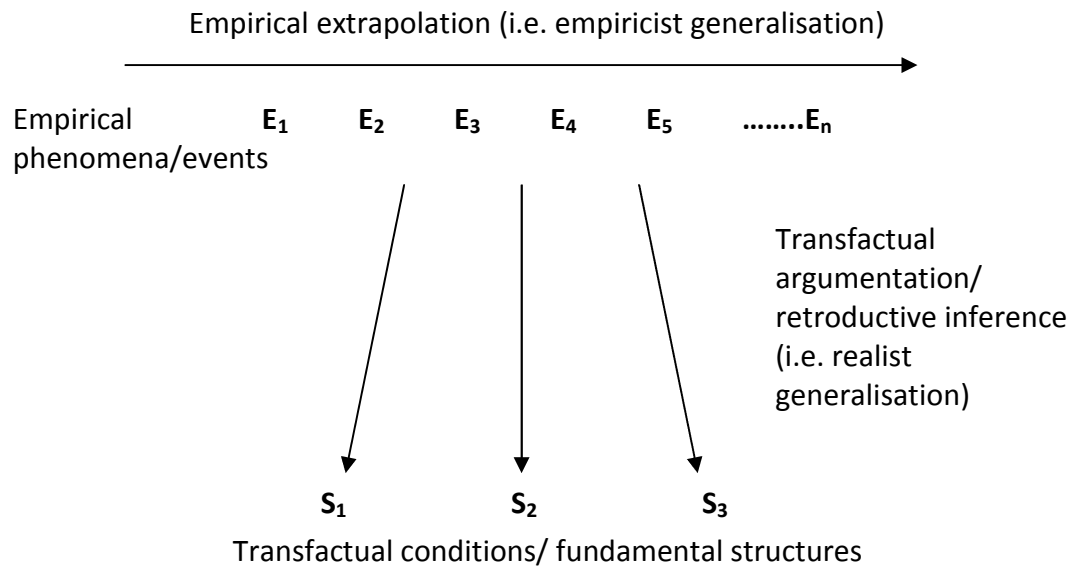 Empirical extrapolation (i.e. empiricist generalisation)
Empirical E₁ E₂ E₃ E₄ E₅ ……..Eₙ
phenomena/events
Transfactual
argumentation/
retroductive inference
(i.e. realist
generalisation)
S₁ S₂ S₃
Transfactual conditions/ fundamental structures